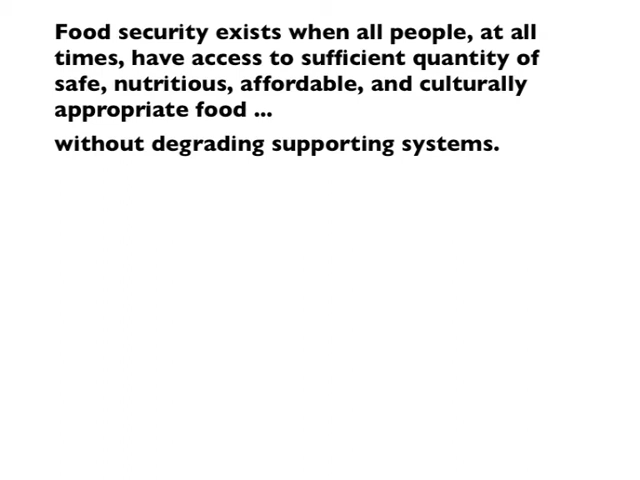 Food security exists when all people, at all
times, have access to sufficient quantity of
safe, nutritious, affordable, and culturally
appropriate food ...
without degrading supporting systems.